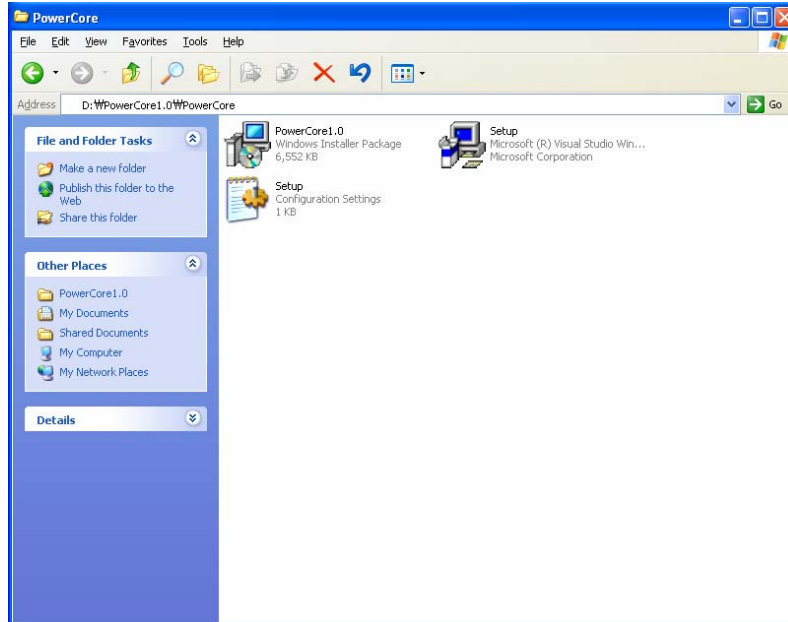 PowerCore
File Edit View Favorites Tools Help
Address D:₩PowerCore1.0₩PowerCore Go
File and Folder Tasks
Make a new folder
Publish this folder to the
Web
Share this folder
Other Places
PowerCore1.0
My Documents
Shared Documents
My Computer
My Network Places
Details
PowerCore1.0
Windows Installer Package
6,552 KB
Setup
Microsoft (R) Visual Studio Win...
Microsoft Corporation
Setup
Configuration Settings
1 KB